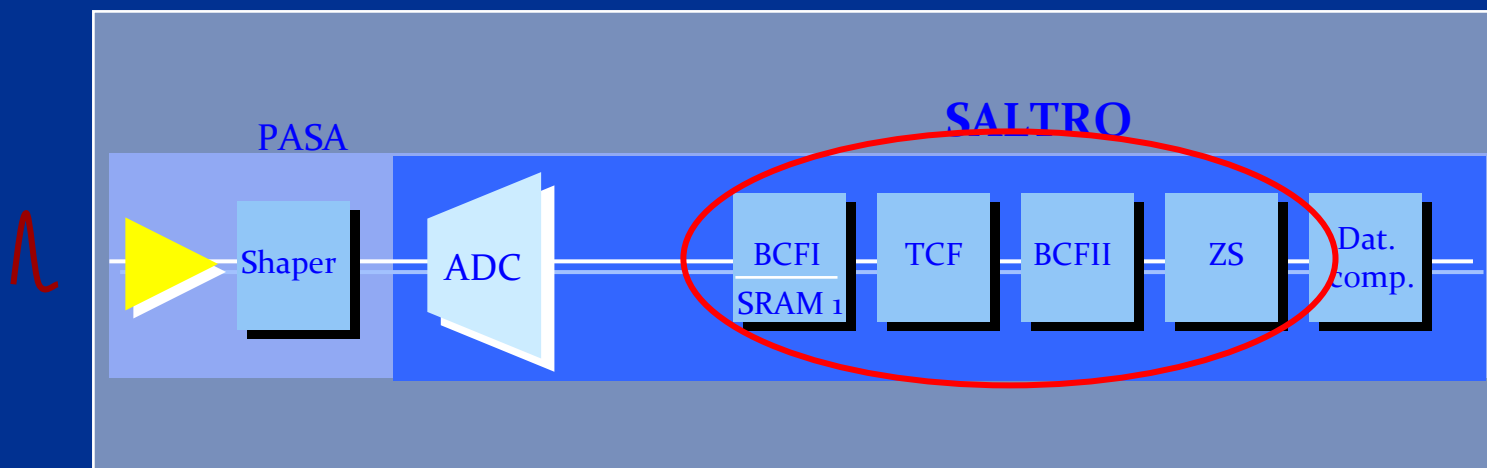 SALTRO
PASA
Shaper
ADC
BCFI
SRAM 1
TCF
BCFII
ZS
Dat.
comp.